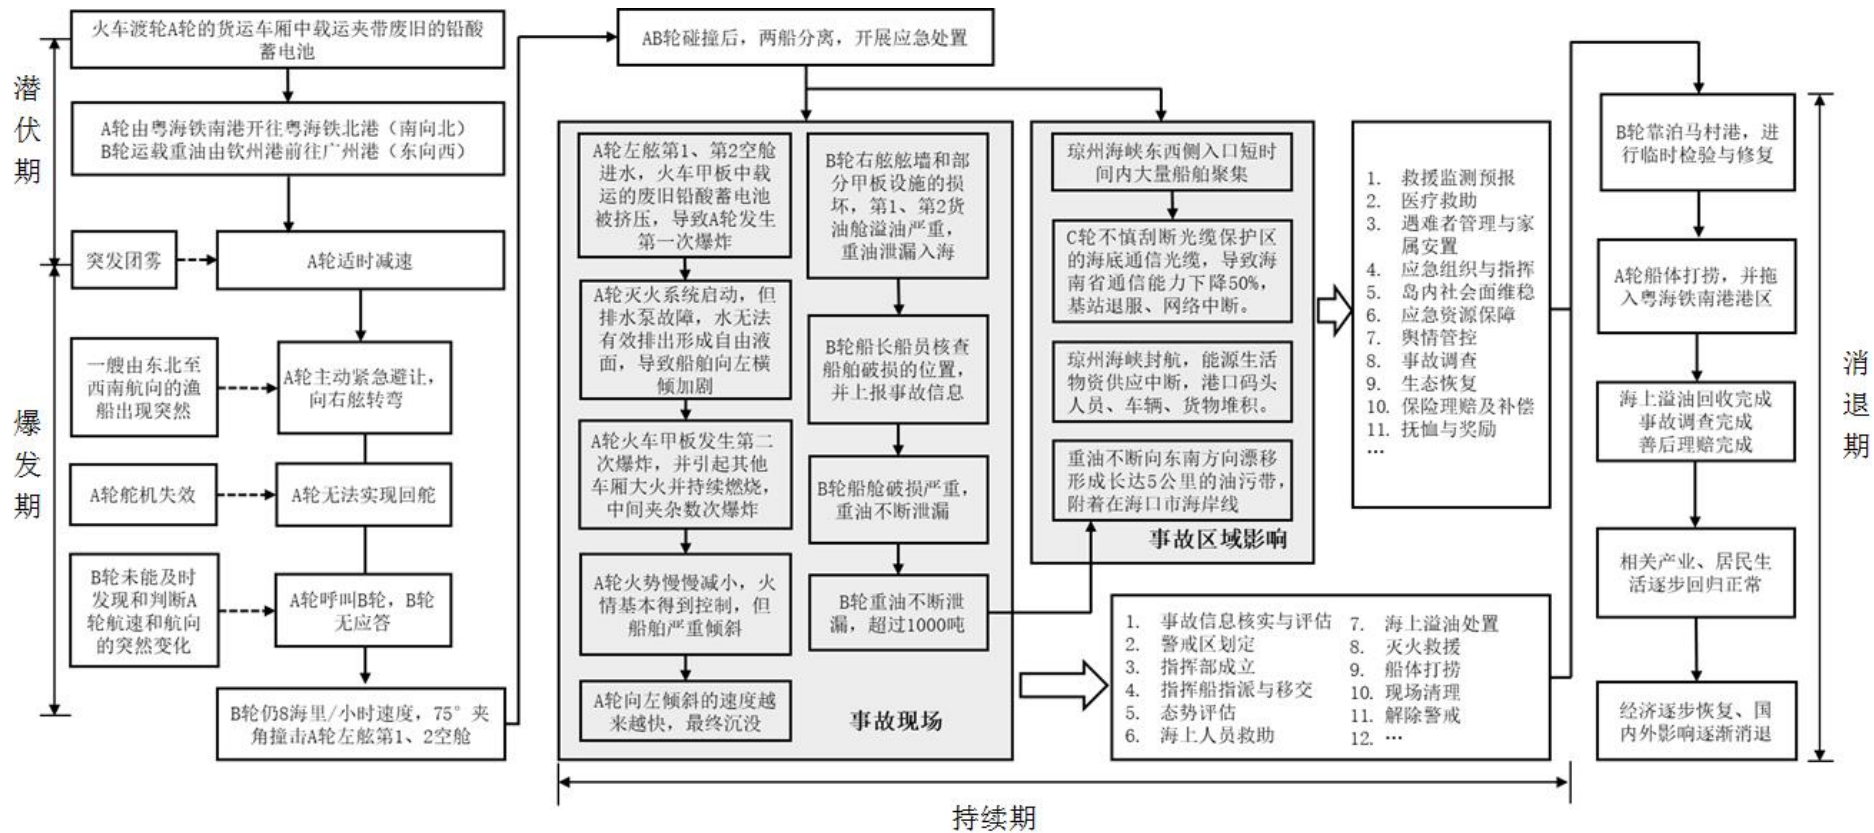 潜伏期
爆发期
火车渡轮A轮的货运车厢中载运夹带废旧的铅酸
蓄电池
A轮由粤海铁南港开往粤海铁北港（南向北）
B轮运载重油由钦州港前往广州港（东向西）
突发团雾
A轮适时减速
一艘由东北至
西南航向的渔
船出现突然
A轮主动紧急避让，
向右舷转弯
A轮舵机失效
A轮无法实现回舵
B轮未能及时
发现和判断A
轮航速和航向
的突然变化
A轮呼叫B轮，B轮
无应答
B轮仍8海里/小时速度，75°夹
角撞击A轮左舷第1、2空舱
AB轮碰撞后，两船分离，开展应急处置
A轮左舷第1、第2空舱
进水，火车甲板中载
运的废旧铅酸蓄电池
被挤压，导致A轮发生
第一次爆炸
A轮灭火系统启动，但
排水泵故障，水无法
有效排出形成自由液
面，导致船舶向左横
倾加剧
A轮火车甲板发生第二
次爆炸，并引起其他
车厢大火并持续燃烧，
中间夹杂数次爆炸
A轮火势慢慢减小，火
情基本得到控制，但
船舶严重倾斜
A轮向左倾斜的速度越
来越快，最终沉没
B轮右舷舷墙和部
分甲板设施的损
坏，第1、第2货
油舱溢油严重，
重油泄漏入海
B轮船长船员核查
船舶破损的位置，
并上报事故信息
B轮船舱破损严重，
重油不断泄漏
B轮重油不断泄
漏，超过1000吨
事故现场
琼州海峡东西侧入口短时
间内大量船舶聚集
C轮不慎刮断光缆保护区
的海底通信光缆，导致海
南省通信能力下降50%，
基站退服、网络中断。
琼州海峡封航，能源生活
物资供应中断，港口码头
人员、车辆、货物堆积。
重油不断向东南方向漂移
形成长达5公里的油污带，
附着在海口市海岸线
事故区域影响
1. 救援监测预报
2. 医疗救助
3. 遇难者管理与家
属安置
4. 应急组织与指挥
5. 岛内社会面维稳
6. 应急资源保障
7. 舆情管控
8. 事故调查
9. 生态恢复
10. 保险理赔及补偿
11. 抚恤与奖励
…
1. 事故信息核实与评估
2. 警戒区划定
3. 指挥部成立
4. 指挥船指派与移交
5. 态势评估
6. 海上人员救助
7. 海上溢油处置
8. 灭火救援
9. 船体打捞
10. 现场清理
11. 解除警戒
12. …
持续期
B轮靠泊马村港，进
行临时检验与修复
A轮船体打捞，并拖
入粤海铁南港港区
海上溢油回收完成
事故调查完成
善后理赔完成
相关产业、居民生
活逐步回归正常
经济逐步恢复、国
内外影响逐渐消退
消退期